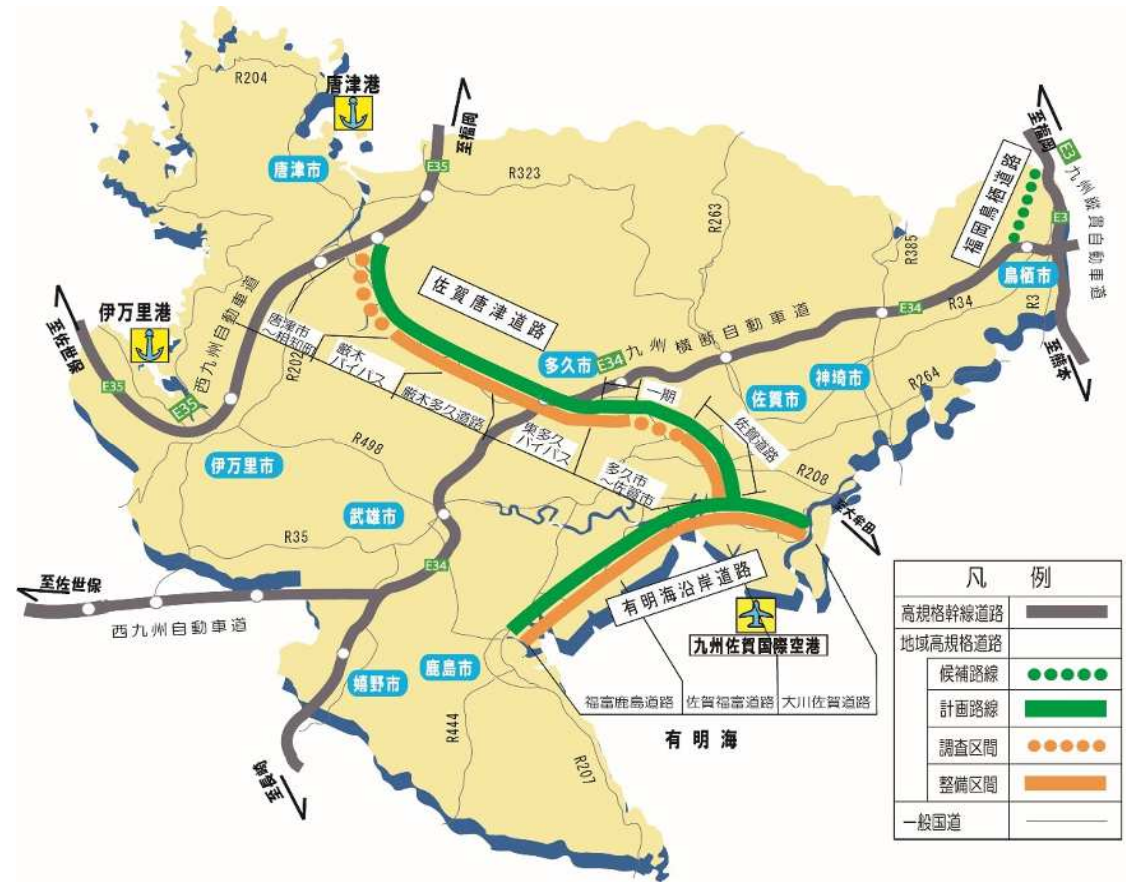 R204
唐津港
至福岡
E35
唐津市
R323
R263
R385
至福岡
E3
九州縦貫自動車道
福岡鳥栖道路
E3
鳥栖市
R3
R34
E34
至熊本
伊万里港
至佐世保
E35
E35
西九州自動車道
R202
佐賀唐津道路
唐津市
~相知町
厳木
バイパス
厳木多久道路
多久市
E34
九州横断自動車道
一期
東多久
バイパス
佐賀市
神埼市
R264
佐賀道路
多久市
~佐賀市
R208
至大牟田
伊万里市
R498
武雄市
R35
E34
至佐世保
西九州自動車道
有明海沿岸道路
九州佐賀国際空港
鹿島市
嬉野市
R444
R207
至長崎
福富鹿島道路
佐賀福富道路
大川佐賀道路
有明海
凡例
高規格幹線道路
地域高規格道路
候補路線
計画路線
調査区間
整備区間
一般国道